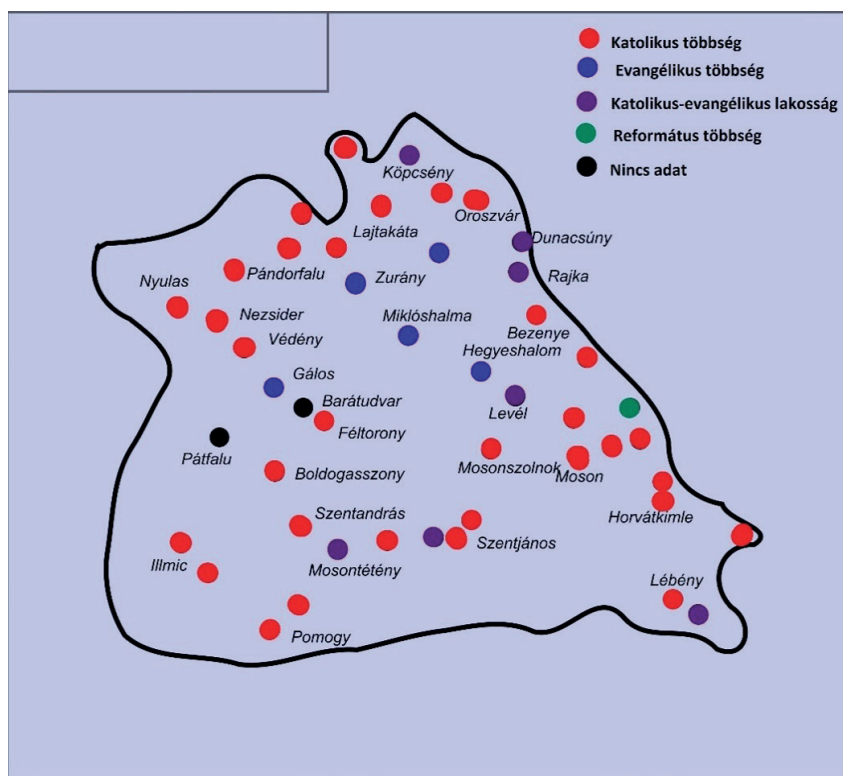 Katolikus többség
Evangélikus többség
Katolikus-evangélikus lakosság
Református többség
Nincs adat
Köpcsény
Oroszvár
Lajtakáta
Dunacsúny
Pándorfalu
Zurány
Rajka
Nyulas
Nezsider
Miklóshalma
Bezenye
Védény
Hegyeshalom
Gálos
Barátudvar
Levél
Féltorony
Pátfalu
Mosonszolnok
Boldogasszony
Moson
Szentandrás
Horvátkimle
Szentjános
Illmic
Mosontétény
Lébény
Pomogy